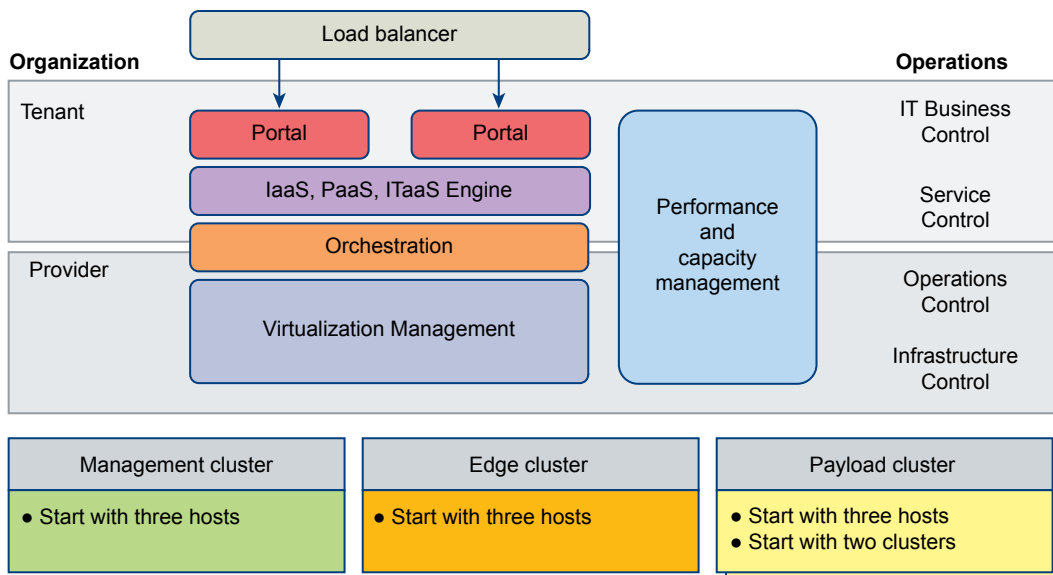 Load balancer
Organization
Operations
Tenant
Portal
Portal
IT Business
Control
IaaS, PaaS, ITaaS Engine
Service
Control
Performance
and
capacity
management
Orchestration
Provider
Virtualization Management
Operations
Control
Infrastructure
Control
Management cluster
● Start with three hosts
Edge cluster
● Start with three hosts
Payload cluster
● Start with three hosts
● Start with two clusters